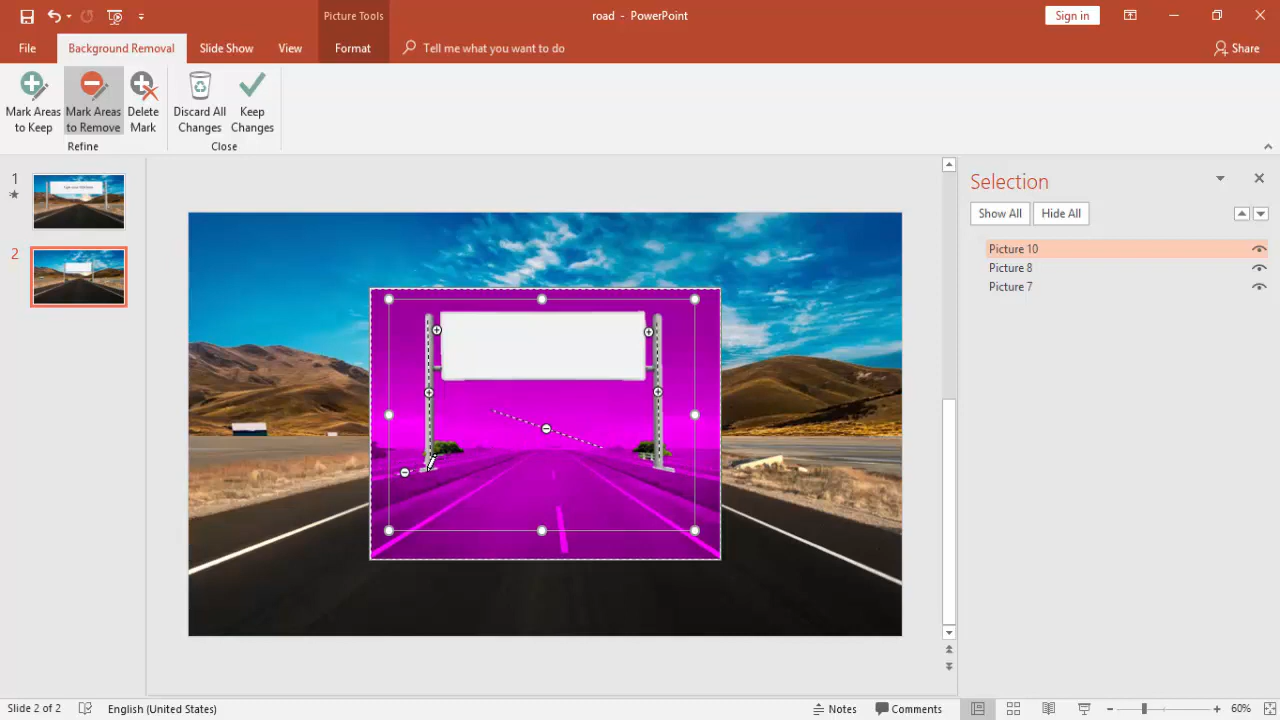 Picture Tools
road - PowerPoint
Sign in
File
Background Removal
Slide Show
View
Format
Tell me what you want to do
Share
Mark Areas to Keep
Mark Areas to Remove
Delete Mark
Discard All Changes
Keep Changes
Refine
Close
1
2
Selection
Show All
Hide All
Picture 10
Picture 8
Picture 7
Slide 2 of 2
English (United States)
Notes
Comments
60%